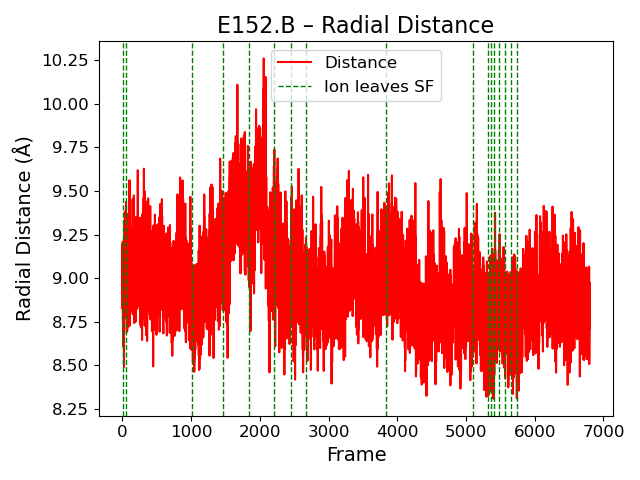 E152.B – Radial Distance
Radial Distance (Å)
10.25
10.00
9.75
9.50
9.25
9.00
8.75
8.50
8.25
Distance
Ion leaves SF
0 1000 2000 3000 4000 5000 6000 7000
Frame